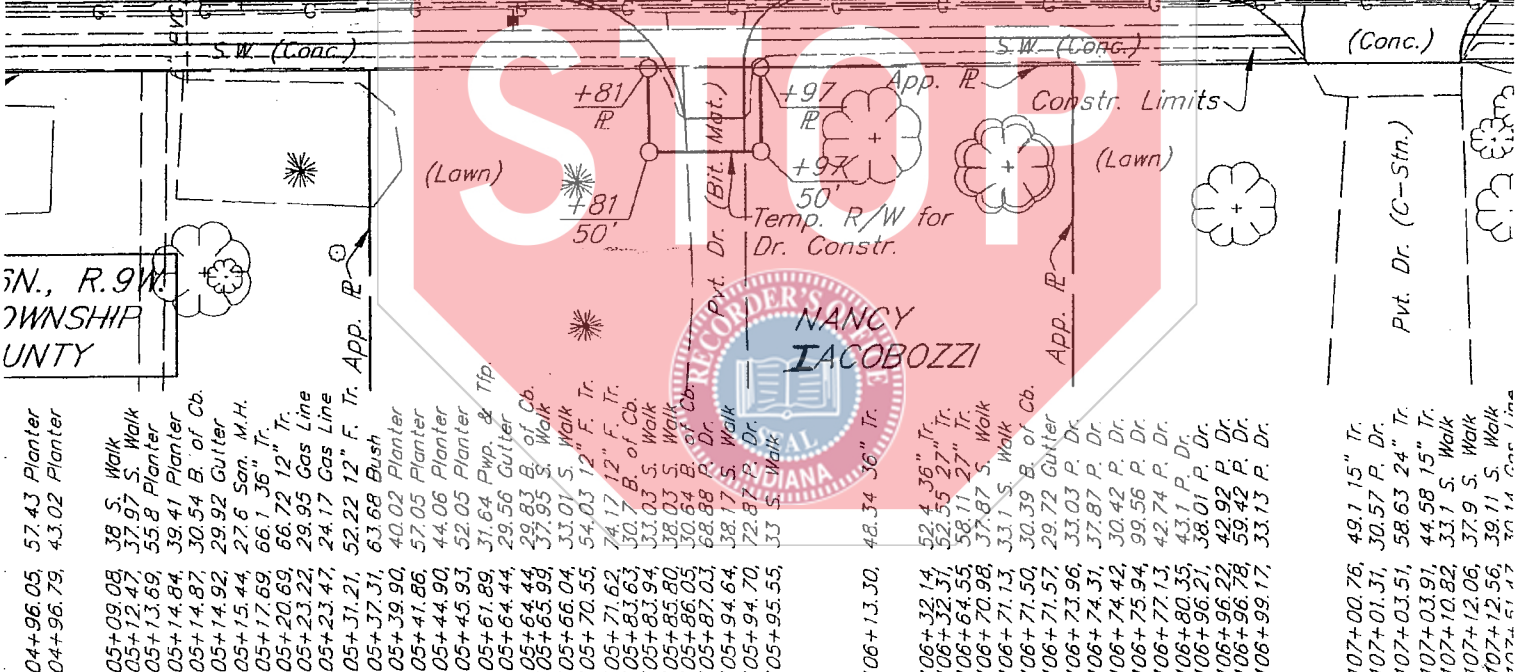 S.W. (Conc.)
S.W. (Conc.)
(Conc.)
STOP
+81
PL
+97
PL
App. PL
Constr. Limits
(Lawn)
(Lawn)
+81
50'
+97
50'
Pvt. Dr. (Bit. Mat.)
Temp. R/W for
Dr. Constr.
Pvt. Dr. (C-Stn.)
App. PL
App. PL
R.9W.
NANCY
IACOBOZZI
RECORDER'S OFFICE
SEAL
INDIANA
04+96.05, 57.43 Planter
04+96.79, 43.02 Planter
05+09.08, 38 S. Walk
05+12.47, 37.97 S. Walk
05+13.69, 55.8 Planter
05+14.84, 39.41 Planter
05+14.87, 30.54 B. of Cb.
05+14.92, 29.92 Gutter
05+15.44, 27.6 San. M.H.
05+17.69, 66.1 36" Tr.
05+20.69, 66.72 12" Tr.
05+23.22, 29.95 Gas Line
05+23.47, 24.17 Gas Line
05+31.21, 52.22 12" F. Tr.
05+37.31, 63.68 Bush
05+39.90, 40.02 Planter
05+41.86, 57.05 Planter
05+44.90, 44.06 Planter
05+45.93, 52.05 Planter
05+61.89, 31.64 Pwp. & Tfp.
05+64.44, 29.56 Gutter
05+64.44, 29.83 B. of Cb.
05+65.99, 37.95 S. Walk
05+66.04, 33.01 S. Walk
05+70.55, 54.03 12" F. Tr.
05+71.62, 74.17 12" F. Tr.
05+83.63, 30.7 B. of Cb.
05+83.94, 33.03 S. Walk
05+85.80, 38.03 S. Walk
05+86.05, 30.64 B. of Cb.
05+87.03, 68.88 P. Dr.
05+94.64, 38.17 S. Walk
05+94.70, 72.87 P. Dr.
05+95.55, 33 S. Walk
06+13.30, 48.34 36" Tr.
06+32.14, 52.4 36" Tr.
06+32.31, 52.55 27" Tr.
06+64.55, 58.11 27" Tr.
06+70.98, 37.87 S. Walk
06+71.13, 33.1 S. Walk
06+71.50, 30.39 B. of Cb.
06+71.57, 29.72 Gutter
06+73.96, 33.03 P. Dr.
06+74.31, 37.87 P. Dr.
06+74.42, 30.42 P. Dr.
06+75.94, 99.56 P. Dr.
06+77.13, 42.74 P. Dr.
06+80.35, 43.1 P. Dr.
06+96.21, 38.01 P. Dr.
06+96.22, 42.92 P. Dr.
06+96.78, 59.42 P. Dr.
06+99.17, 33.13 P. Dr.
107+00.76, 49.1 15" Tr.
107+01.31, 30.57 P. Dr.
107+03.51, 58.63 24" Tr.
107+03.91, 44.58 15" Tr.
107+10.82, 33.1 S. Walk
107+12.06, 37.9 S. Walk
107+12.56, 39.11 S. Walk